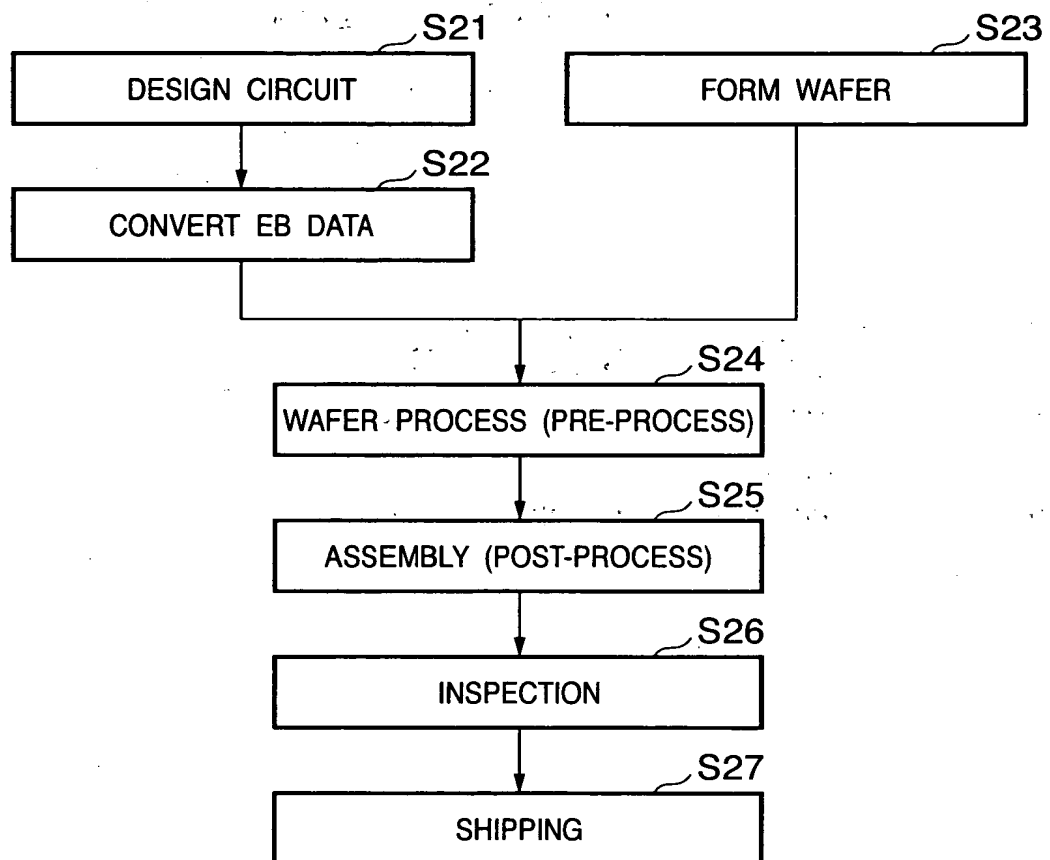 S21
DESIGN CIRCUIT
S23
FORM WAFER
S22
CONVERT EB DATA
S24
WAFER PROCESS (PRE-PROCESS)
S25
ASSEMBLY (POST-PROCESS)
S26
INSPECTION
S27
SHIPPING